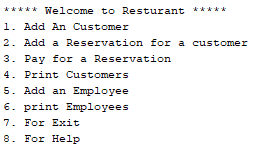 ***** Welcome to Resturant *****
1. Add An Customer
2. Add a Reservation for a customer
3. Pay for a Reservation
4. Print Customers
5. Add an Employee
6. print Employees
7. For Exit
8. For Help